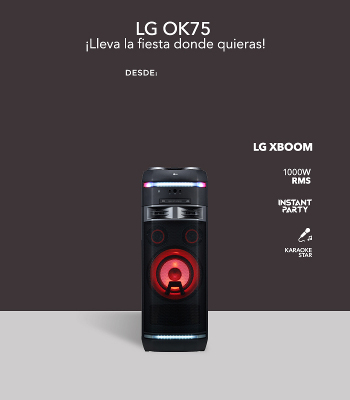 LG OK75
¡Lleva la fiesta donde quieras!
DESDE:
LG XBOOM
1000W
RMS
INSTANT
PARTY
KARAOKE
STAR